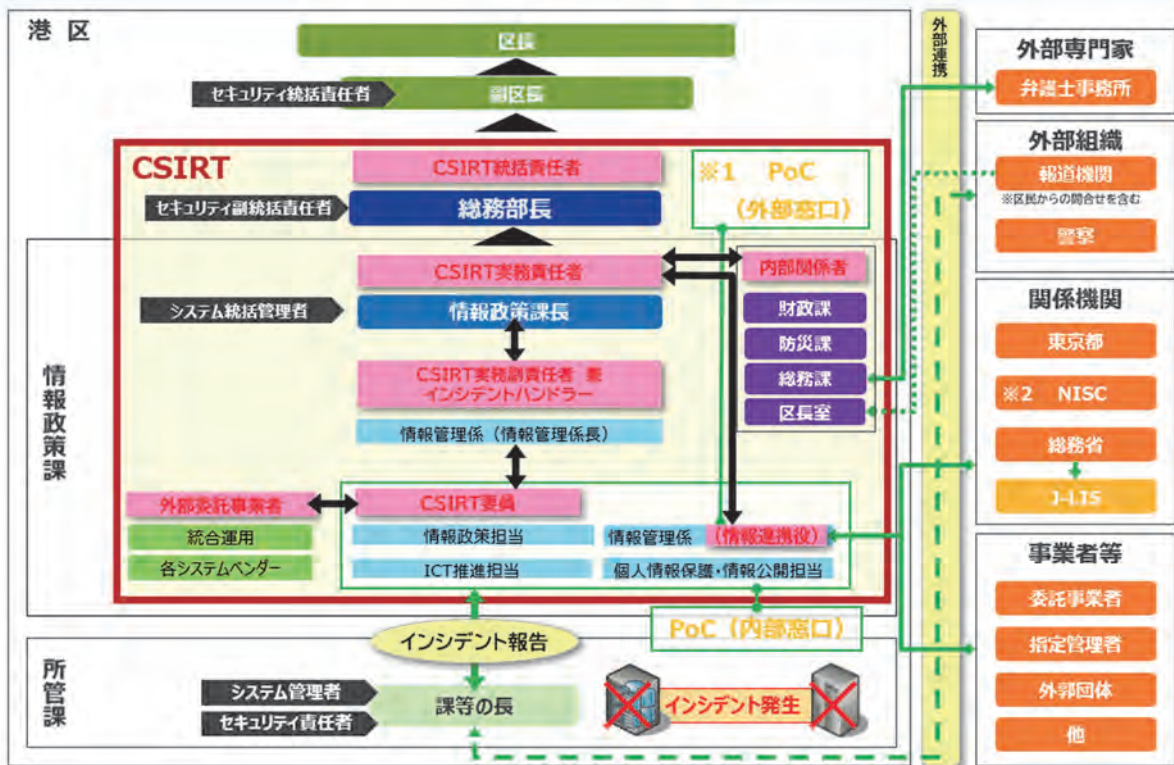 港 区
区長
セキュリティ統括責任者
副区長
CSIRT
CSIRT統括責任者
セキュリティ副統括責任者
総務部長
※1 PoC
（外部窓口）
情報政策課
CSIRT実務責任者
システム統括管理者
情報政策課長
内部関係者
財政課
防災課
総務課
区長室
CSIRT実務副責任者 兼
インシデントハンドラー
情報管理係（情報管理係長）
外部委託事業者
統合運用
各システムベンダー
CSIRT委員
情報政策担当
情報管理係
（情報連携役）
ICT推進担当
個人情報保護・情報公開担当
PoC（内部窓口）
インシデント報告
所管課
システム管理者
セキュリティ責任者
課等の長
インシデント発生
外部連携
外部専門家
弁護士事務所
外部組織
報道機関
※区民からの問合せを含む
警察
関係機関
東京都
※2 NISC
総務省
J-LIS
事業者等
委託事業者
指定管理者
外郭団体
他